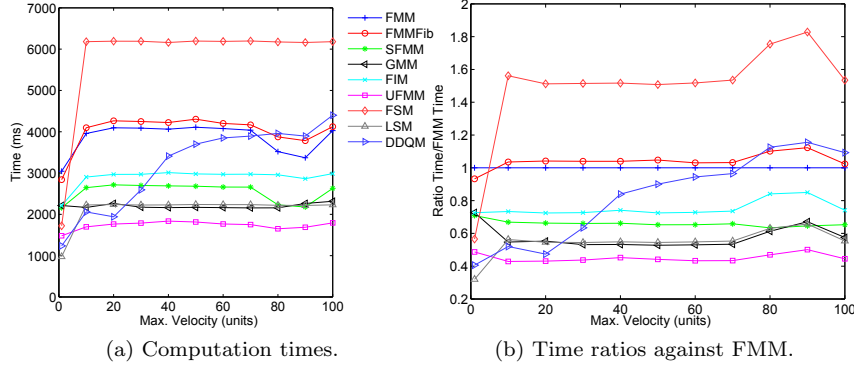 7000
6000
5000
4000
3000
2000
1000
0
0
20
40
60
80
100
Time (ms)
Max. Velocity (units)
FMM
FMMFib
SFMM
GMM
FIM
UFMM
FSM
LSM
DDQM
2
1.8
1.6
1.4
1.2
1
0.8
0.6
0.4
0.2
0
20
40
60
80
100
Ratio Time/FMM Time
Max. Velocity (units)
(a) Computation times.
(b) Time ratios against FMM.